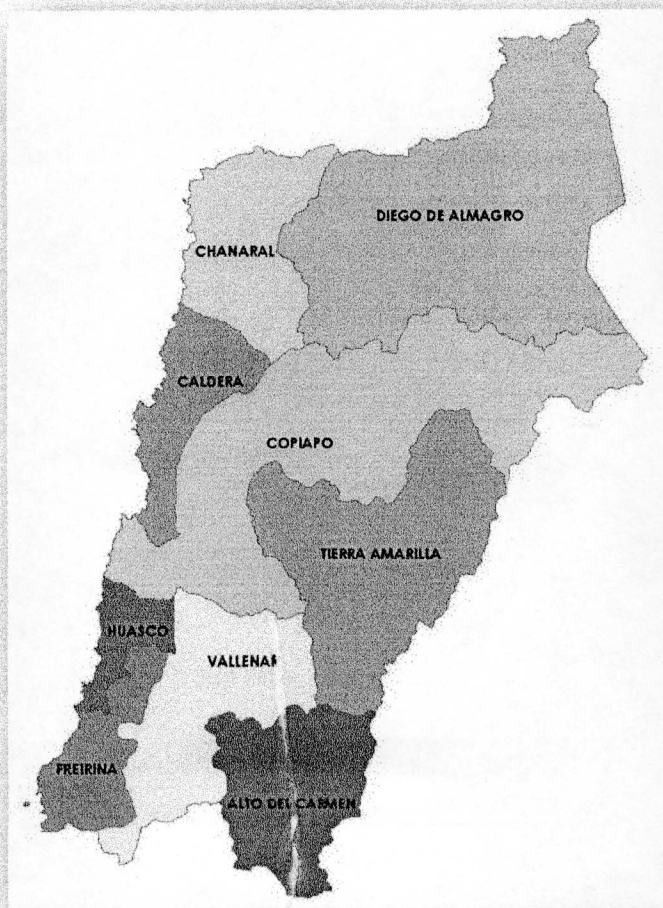 DIEGO DE ALMAGRO
CHANARAL
CALDERA
COPIAPO
TIERRA AMARILLA
HUASCO
VALLENAR
FREIRINA
ALTO DEL CARMEN